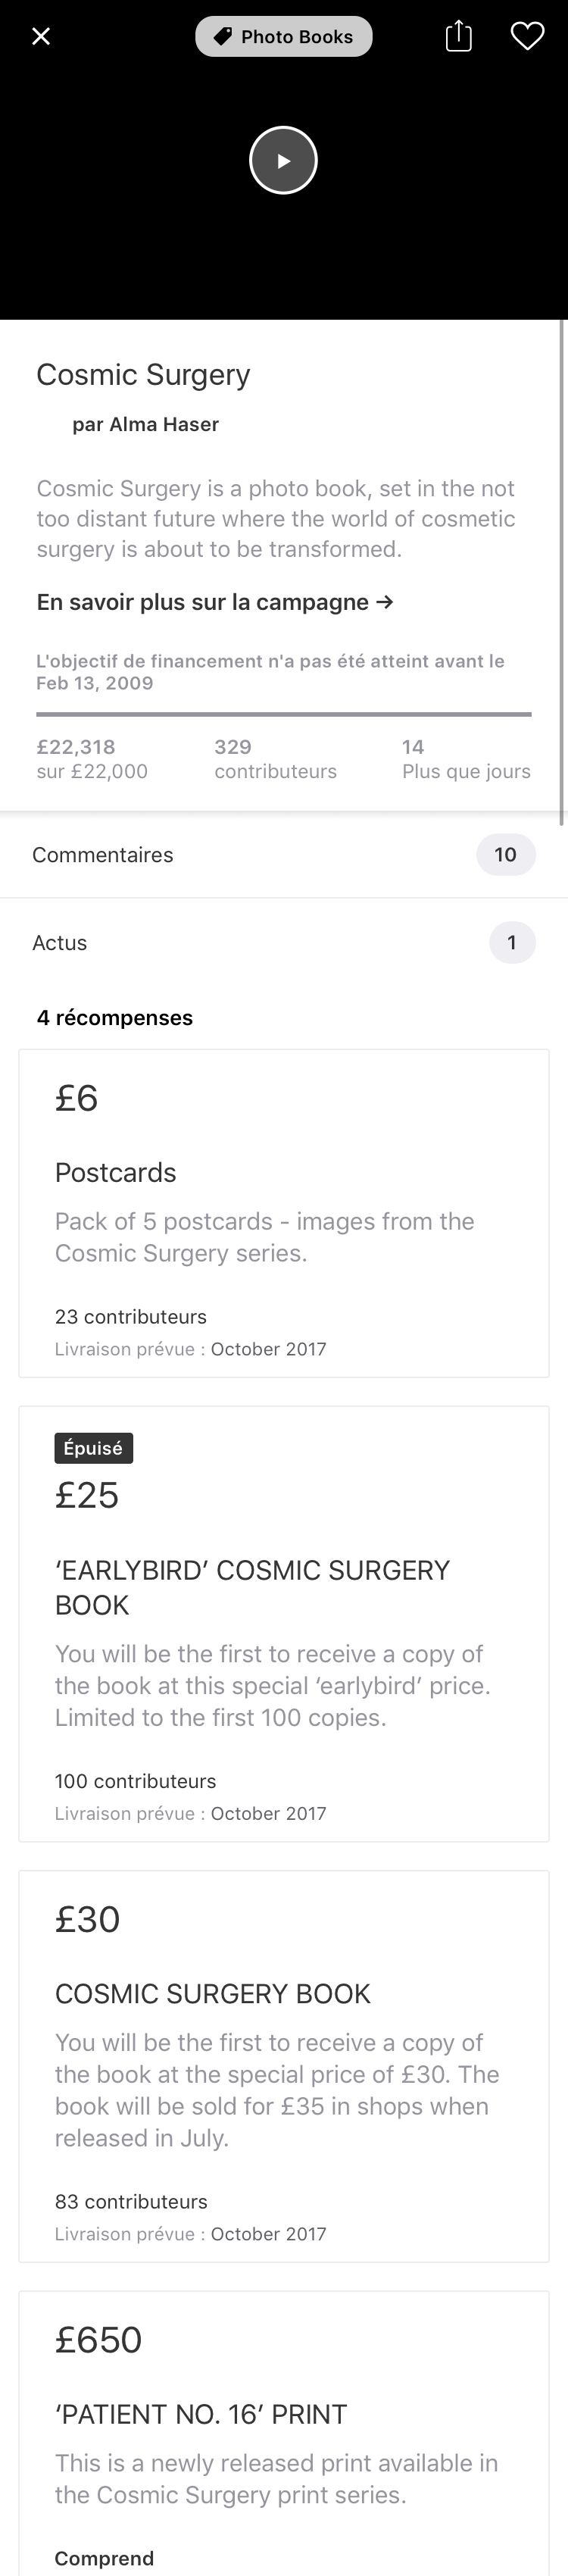 Photo Books
Cosmic Surgery
par Alma Haser
Cosmic Surgery is a photo book, set in the not
too distant future where the world of cosmetic
surgery is about to be transformed.
En savoir plus sur la campagne →
L'objectif de financement n'a pas été atteint avant le
Feb 13, 2009
£22,318
sur £22,000
329
contributeurs
14
Plus que jours
Commentaires
10
Actus
1
4 récompenses
£6
Postcards
Pack of 5 postcards - images from the
Cosmic Surgery series.
23 contributeurs
Livraison prévue : October 2017
Épuisé
£25
‘EARLYBIRD’ COSMIC SURGERY
BOOK
You will be the first to receive a copy of
the book at this special ‘earlybird’ price.
Limited to the first 100 copies.
100 contributeurs
Livraison prévue : October 2017
£30
COSMIC SURGERY BOOK
You will be the first to receive a copy of
the book at the special price of £30. The
book will be sold for £35 in shops when
released in July.
83 contributeurs
Livraison prévue : October 2017
£650
‘PATIENT NO. 16’ PRINT
This is a newly released print available in
the Cosmic Surgery print series.
Comprend